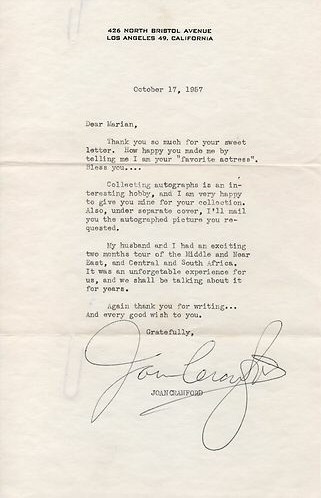 426 NORTH BRISTOL AVENUE
LOS ANGELES 49, CALIFORNIA
October 17, 1957
Dear Marian,
Thank you so much for your sweet
letter. How happy you made me by
telling me I am your "favorite actress".
Bless you....
Collecting autographs is an in-
teresting hobby, and I am very happy
to give you mine for your collection.
Also, under separate cover, I'll mail
you the autographed picture you re-
quested.
My husband and I had an exciting
two months tour of the Middle and Near
East, and Central and South Africa.
It was an unforgetable experience for
us, and we shall be talking about it
for years.
Again thank you for writing...
And every good wish to you.
Gratefully,
Joan Crawford
JOAN CRAWFORD